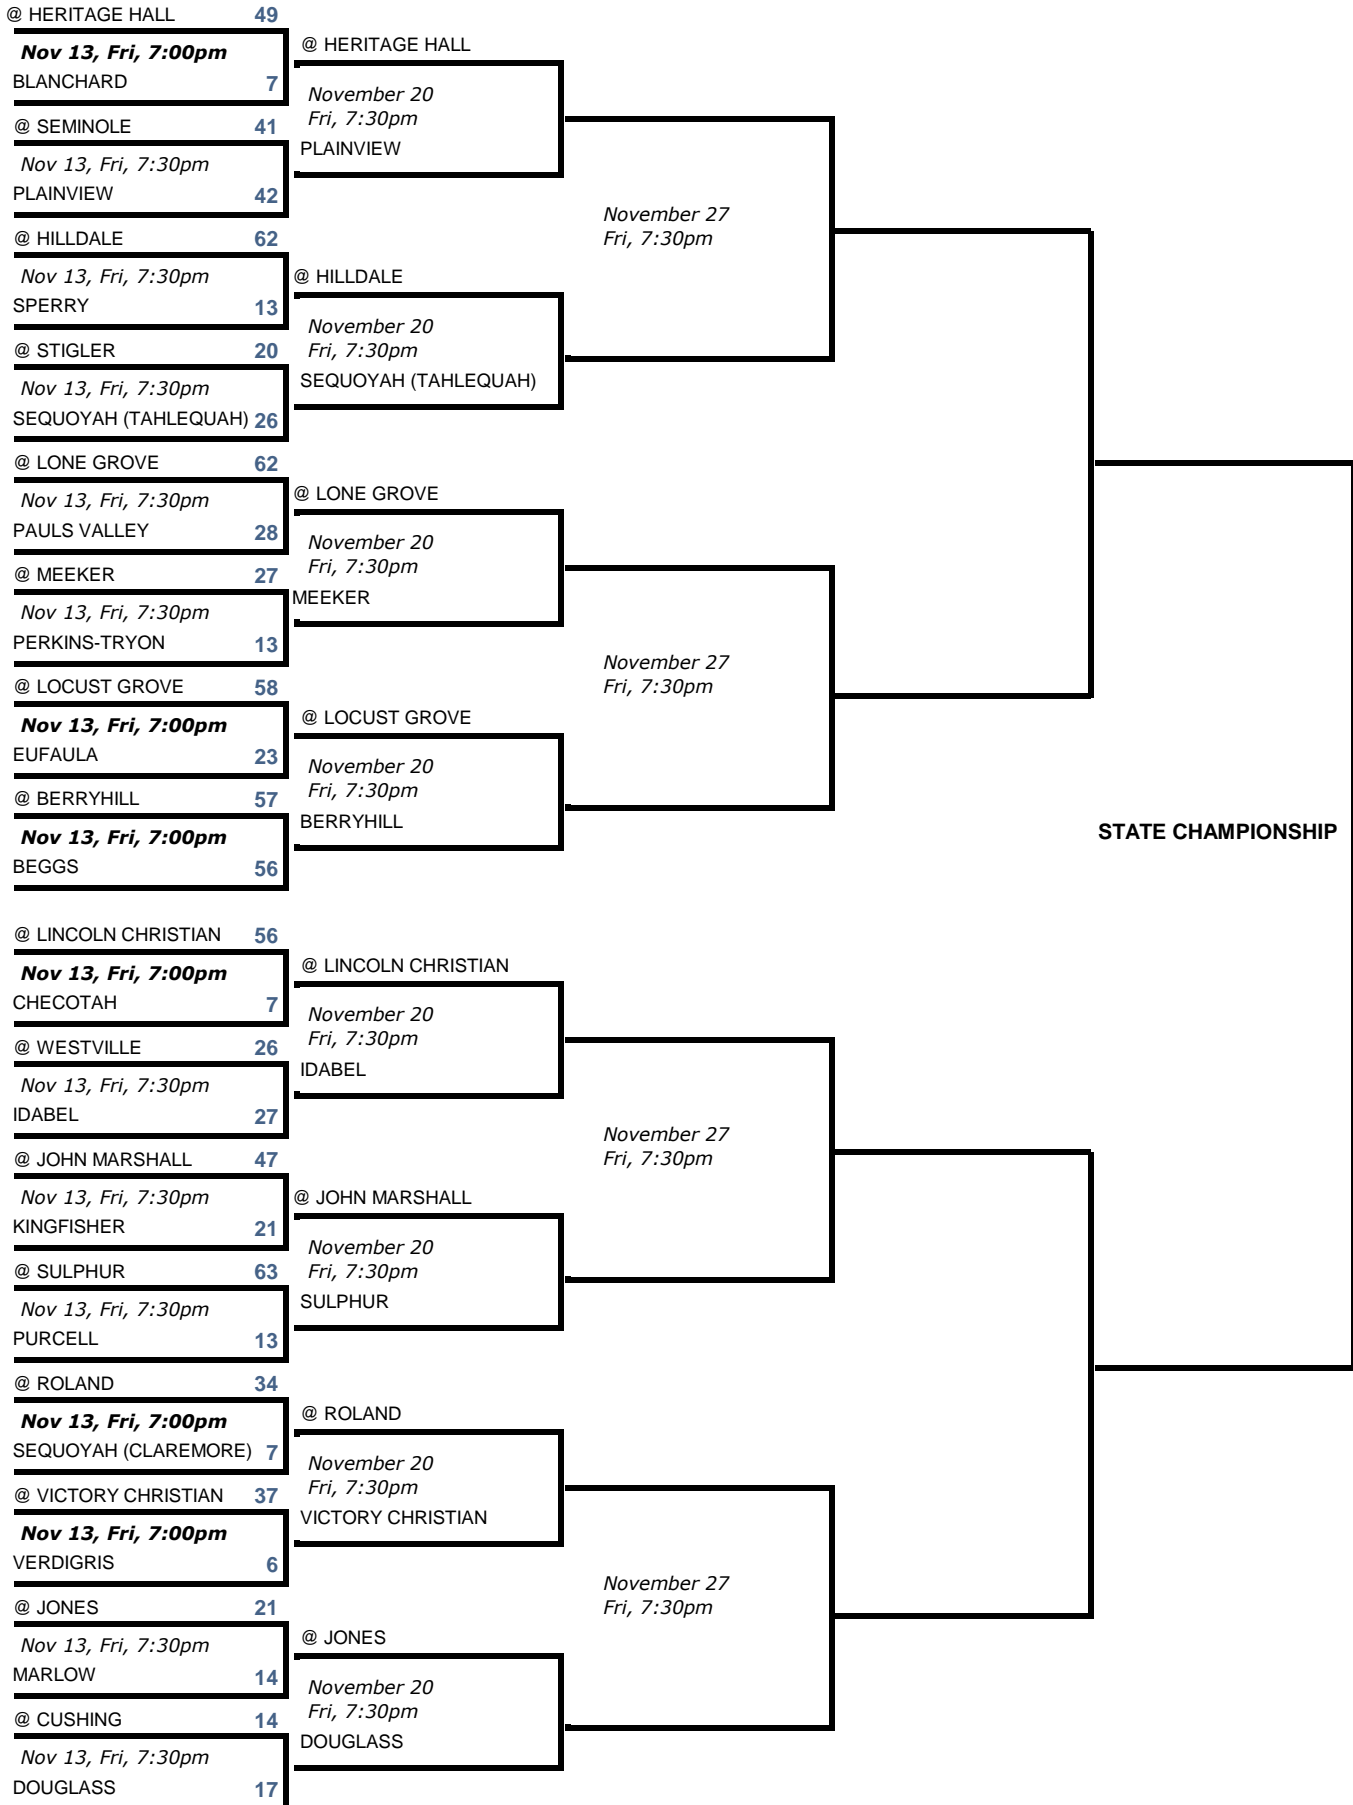 @ HERITAGE HALL 49
Nov 13, Fri, 7:00pm
BLANCHARD 7
@ SEMINOLE 41
Nov 13, Fri, 7:30pm
PLAINVIEW 42
@ HILLDALE 62
Nov 13, Fri, 7:30pm
SPERRY 13
@ STIGLER 20
Nov 13, Fri, 7:30pm
SEQUOYAH (TAHLEQUAH) 26
@ LONE GROVE 62
Nov 13, Fri, 7:30pm
PAULS VALLEY 28
@ MEEKER 27
Nov 13, Fri, 7:30pm
PERKINS-TRYON 13
@ LOCUST GROVE 58
Nov 13, Fri, 7:00pm
EUFAULA 23
@ BERRYHILL 57
Nov 13, Fri, 7:00pm
BEGGS 56
@ LINCOLN CHRISTIAN 56
Nov 13, Fri, 7:00pm
CHECOTAH 7
@ WESTVILLE 26
Nov 13, Fri, 7:30pm
IDABEL 27
@ JOHN MARSHALL 47
Nov 13, Fri, 7:30pm
KINGFISHER 21
@ SULPHUR 63
Nov 13, Fri, 7:30pm
PURCELL 13
@ ROLAND 34
Nov 13, Fri, 7:00pm
SEQUOYAH (CLAREMORE) 7
@ VICTORY CHRISTIAN 37
Nov 13, Fri, 7:00pm
VERDIGRIS 6
@ JONES 21
Nov 13, Fri, 7:30pm
MARLOW 14
@ CUSHING 14
Nov 13, Fri, 7:30pm
DOUGLASS 17
@ HERITAGE HALL
November 20
Fri, 7:30pm
PLAINVIEW
@ HILLDALE
November 20
Fri, 7:30pm
SEQUOYAH (TAHLEQUAH)
@ LONE GROVE
November 20
Fri, 7:30pm
MEEKER
@ LOCUST GROVE
November 20
Fri, 7:30pm
BERRYHILL
@ LINCOLN CHRISTIAN
November 20
Fri, 7:30pm
IDABEL
@ JOHN MARSHALL
November 20
Fri, 7:30pm
SULPHUR
@ ROLAND
November 20
Fri, 7:30pm
VICTORY CHRISTIAN
@ JONES
November 20
Fri, 7:30pm
DOUGLASS
November 27
Fri, 7:30pm
November 27
Fri, 7:30pm
November 27
Fri, 7:30pm
November 27
Fri, 7:30pm
STATE CHAMPIONSHIP